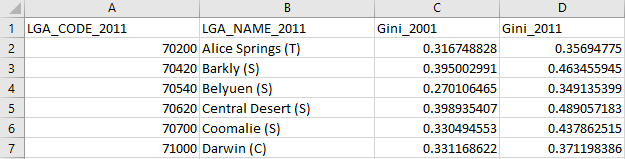 A B C D
1 LGA_CODE_2011 LGA_NAME_2011 Gini_2001 Gini_2011
2 70200 Alice Springs (T) 0.316748828 0.35694775
3 70420 Barkly (S) 0.395002991 0.463455945
4 70540 Belyuen (S) 0.270106465 0.349135399
5 70620 Central Desert (S) 0.398935407 0.489057183
6 70700 Coomalie (S) 0.330494553 0.437862515
7 71000 Darwin (C) 0.331168622 0.371198386